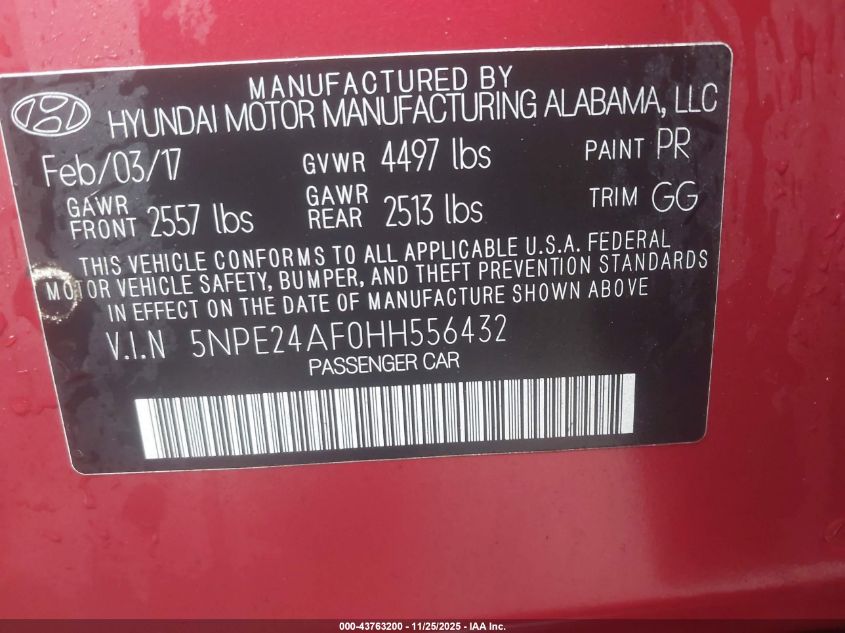 MANUFACTURED BY
HYUNDAI MOTOR MANUFACTURING ALABAMA, LLC
Feb/03/17 GVWR 4497 lbs PAINT PR
GAWR FRONT 2557 lbs GAWR REAR 2513 lbs TRIM GG
THIS VEHICLE CONFORMS TO ALL APPLICABLE U.S.A. FEDERAL
MOTOR VEHICLE SAFETY, BUMPER, AND THEFT PREVENTION STANDARDS
IN EFFECT ON THE DATE OF MANUFACTURE SHOWN ABOVE
V.I.N 5NPE24AF0HH556432
PASSENGER CAR
000-43763200 - 11/25/2025 - IAA Inc.